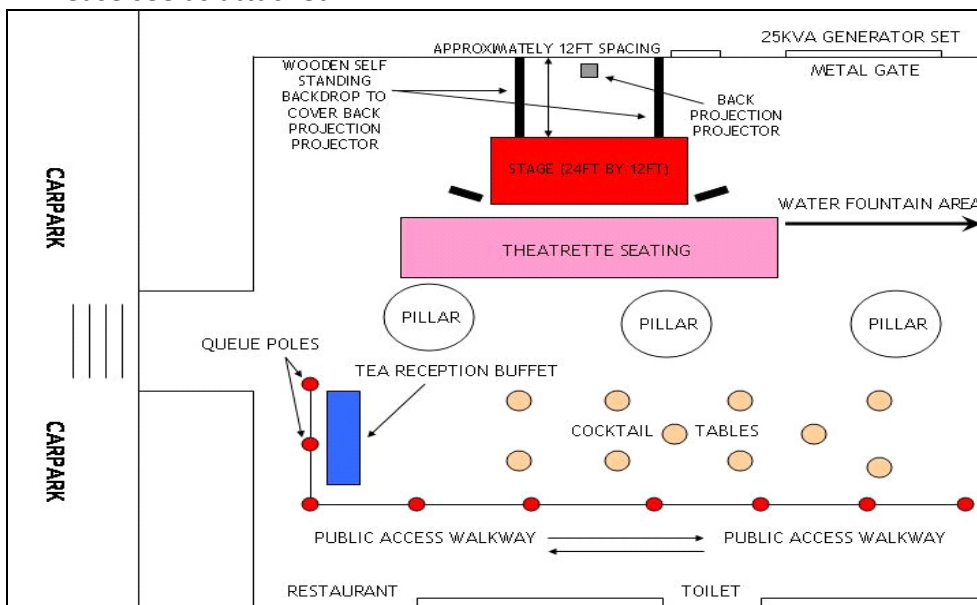 25KVA GENERATOR SET
APPROXIMATELY 12FT SPACING
METAL GATE
WOODEN SELF
STANDING
BACKDROP TO
COVER BACK
PROJECTION
PROJECTOR
BACK
PROJECTION
PROJECTOR
STAGE (24FT BY 12FT)
CARPARK
WATER FOUNTAIN AREA
THEATRETTE SEATING
PILLAR
PILLAR
PILLAR
QUEUE POLES
TEA RECEPTION BUFFET
CARPARK
COCKTAIL TABLES
PUBLIC ACCESS WALKWAY
PUBLIC ACCESS WALKWAY
RESTAURANT
TOILET